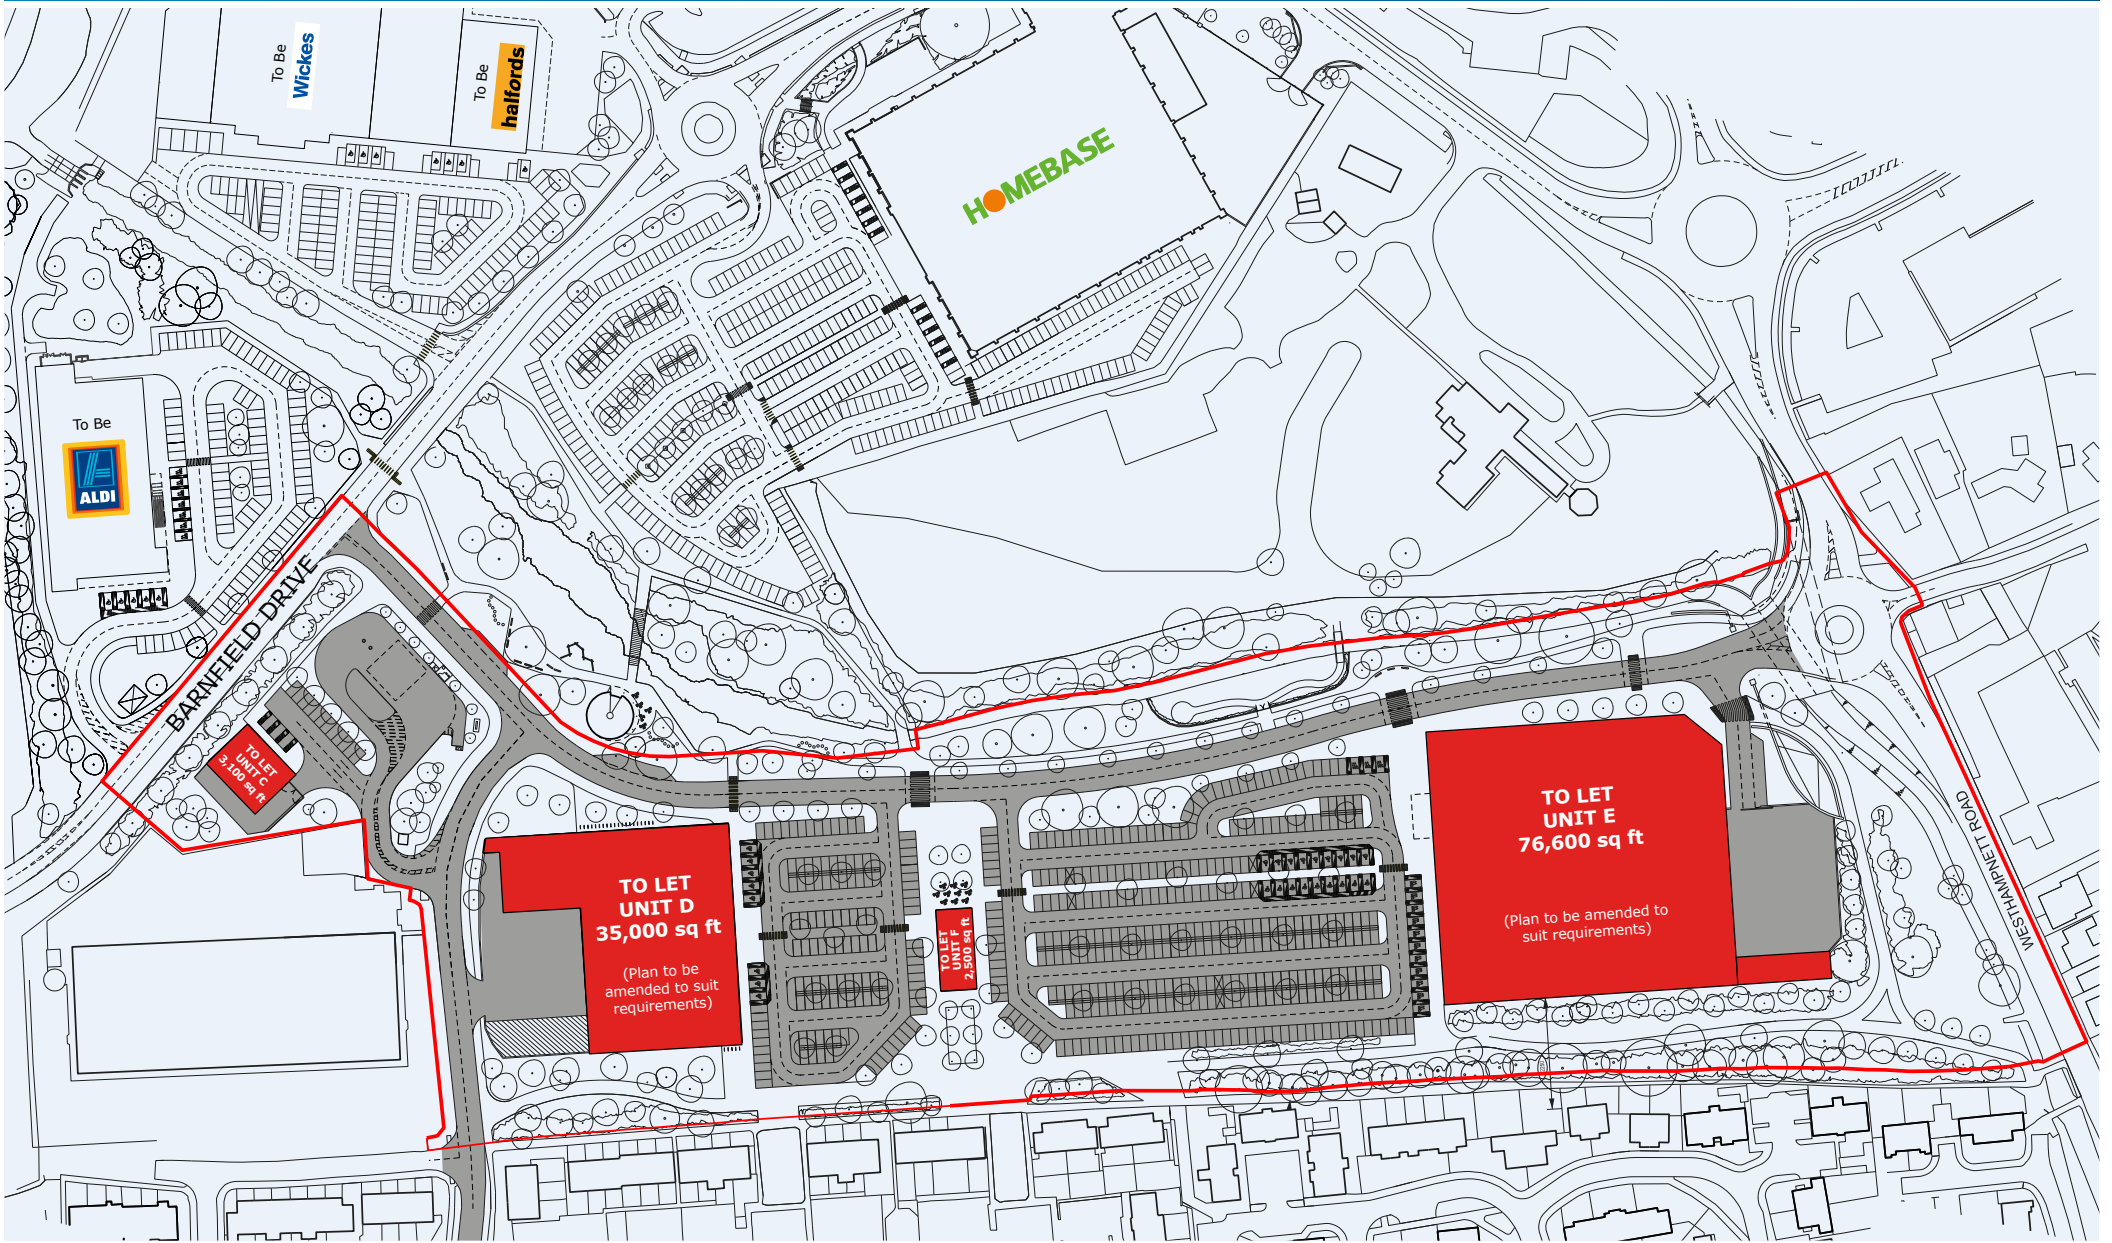 To Be
Wickes
To Be
halfords
HOMEBASE
To Be
ALDI
BARNFIELD DRIVE
TO LET
UNIT C
3,100 sq ft
TO LET
UNIT D
35,000 sq ft
(Plan to be
amended to suit
requirements)
TO LET
UNIT F
2,500 sq ft
TO LET
UNIT E
76,600 sq ft
(Plan to be amended to
suit requirements)
WESTHAMPNETT ROAD